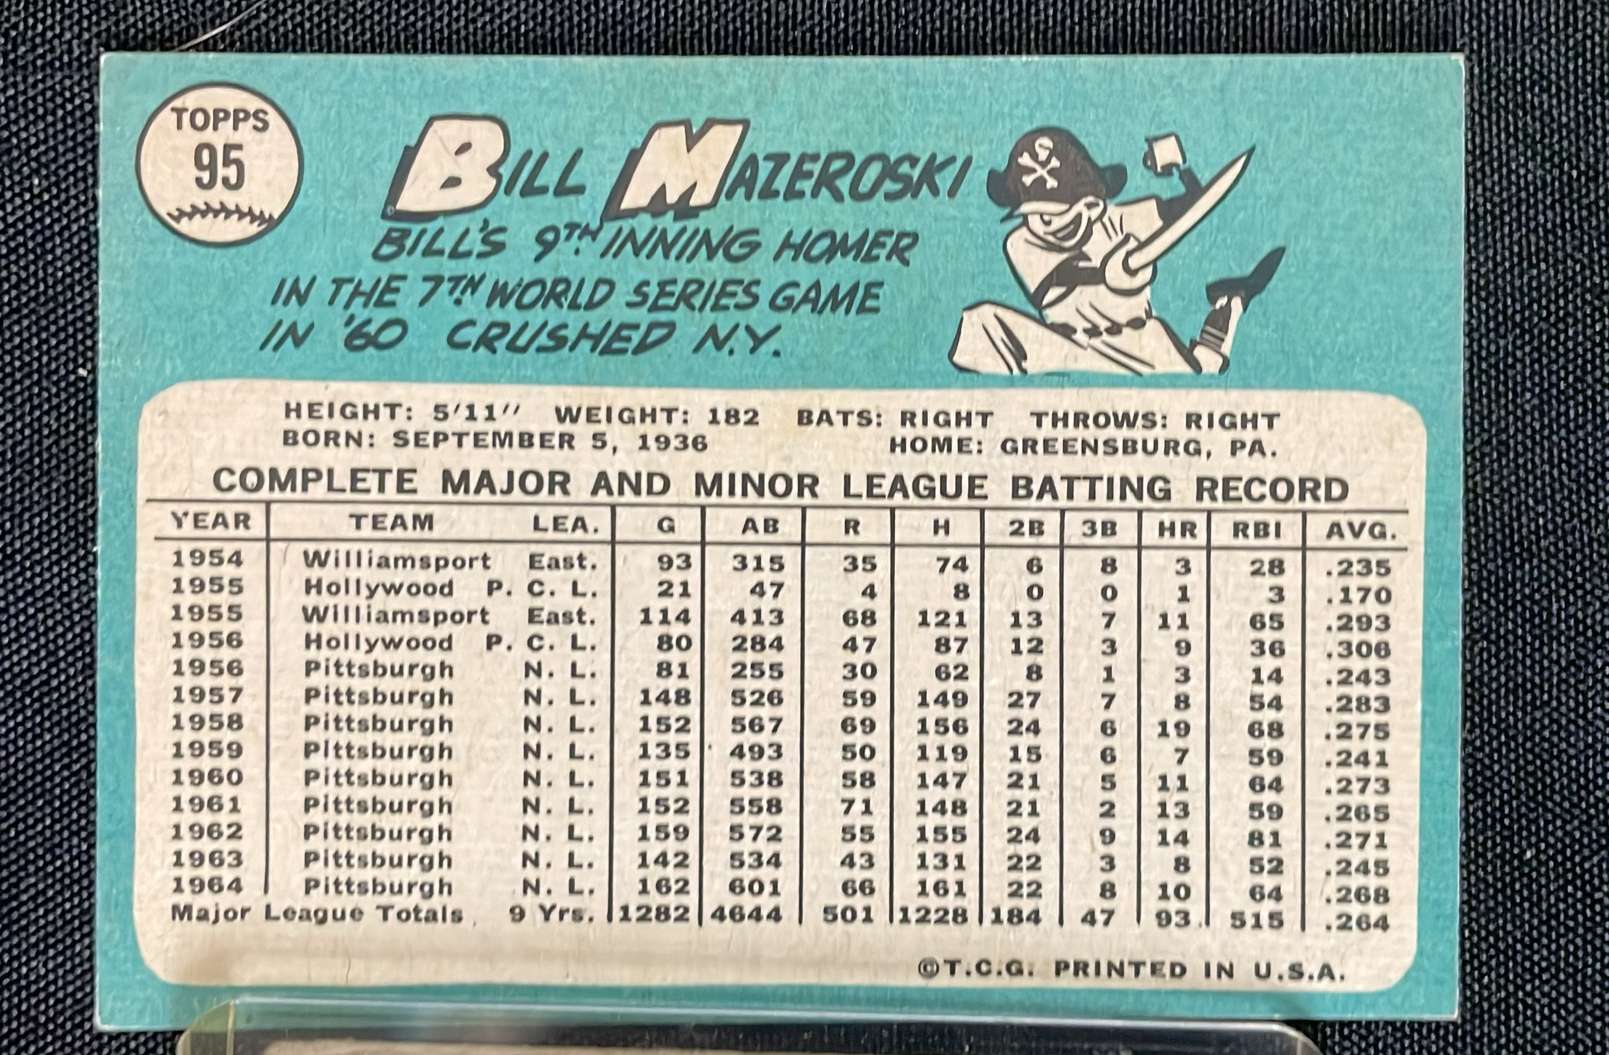 TOPPS
95
BILL MAZEROSKI
BILL'S 9TH INNING HOMER
IN THE 7TH WORLD SERIES GAME
IN '60 CRUSHED N.Y.
HEIGHT: 5'11" WEIGHT: 182 BATS: RIGHT THROWS: RIGHT
BORN: SEPTEMBER 5, 1936 HOME: GREENSBURG, PA.
COMPLETE MAJOR AND MINOR LEAGUE BATTING RECORD
YEAR TEAM LEA. G AB R H 2B 3B HR RBI AVG.
1954 Williamsport East. 93 315 35 74 6 8 3 28 .235
1955 Hollywood P. C. L. 21 47 4 8 0 0 1 3 .170
1955 Williamsport East. 114 413 68 121 13 7 11 65 .293
1956 Hollywood P. C. L. 80 284 47 87 12 3 9 36 .306
1956 Pittsburgh N. L. 81 255 30 62 8 1 3 14 .243
1957 Pittsburgh N. L. 148 526 59 149 27 7 8 54 .283
1958 Pittsburgh N. L. 152 567 69 156 24 6 19 68 .275
1959 Pittsburgh N. L. 135 493 50 119 15 6 7 59 .241
1960 Pittsburgh N. L. 151 538 58 147 21 5 11 64 .273
1961 Pittsburgh N. L. 152 558 71 148 21 2 13 59 .265
1962 Pittsburgh N. L. 159 572 55 155 24 9 14 81 .271
1963 Pittsburgh N. L. 142 534 43 131 22 3 8 52 .245
1964 Pittsburgh N. L. 162 601 66 161 22 8 10 64 .268
Major League Totals 9 Yrs. 1282 4644 501 1228 184 47 93 515 .264
©T.C.G. PRINTED IN U.S.A.